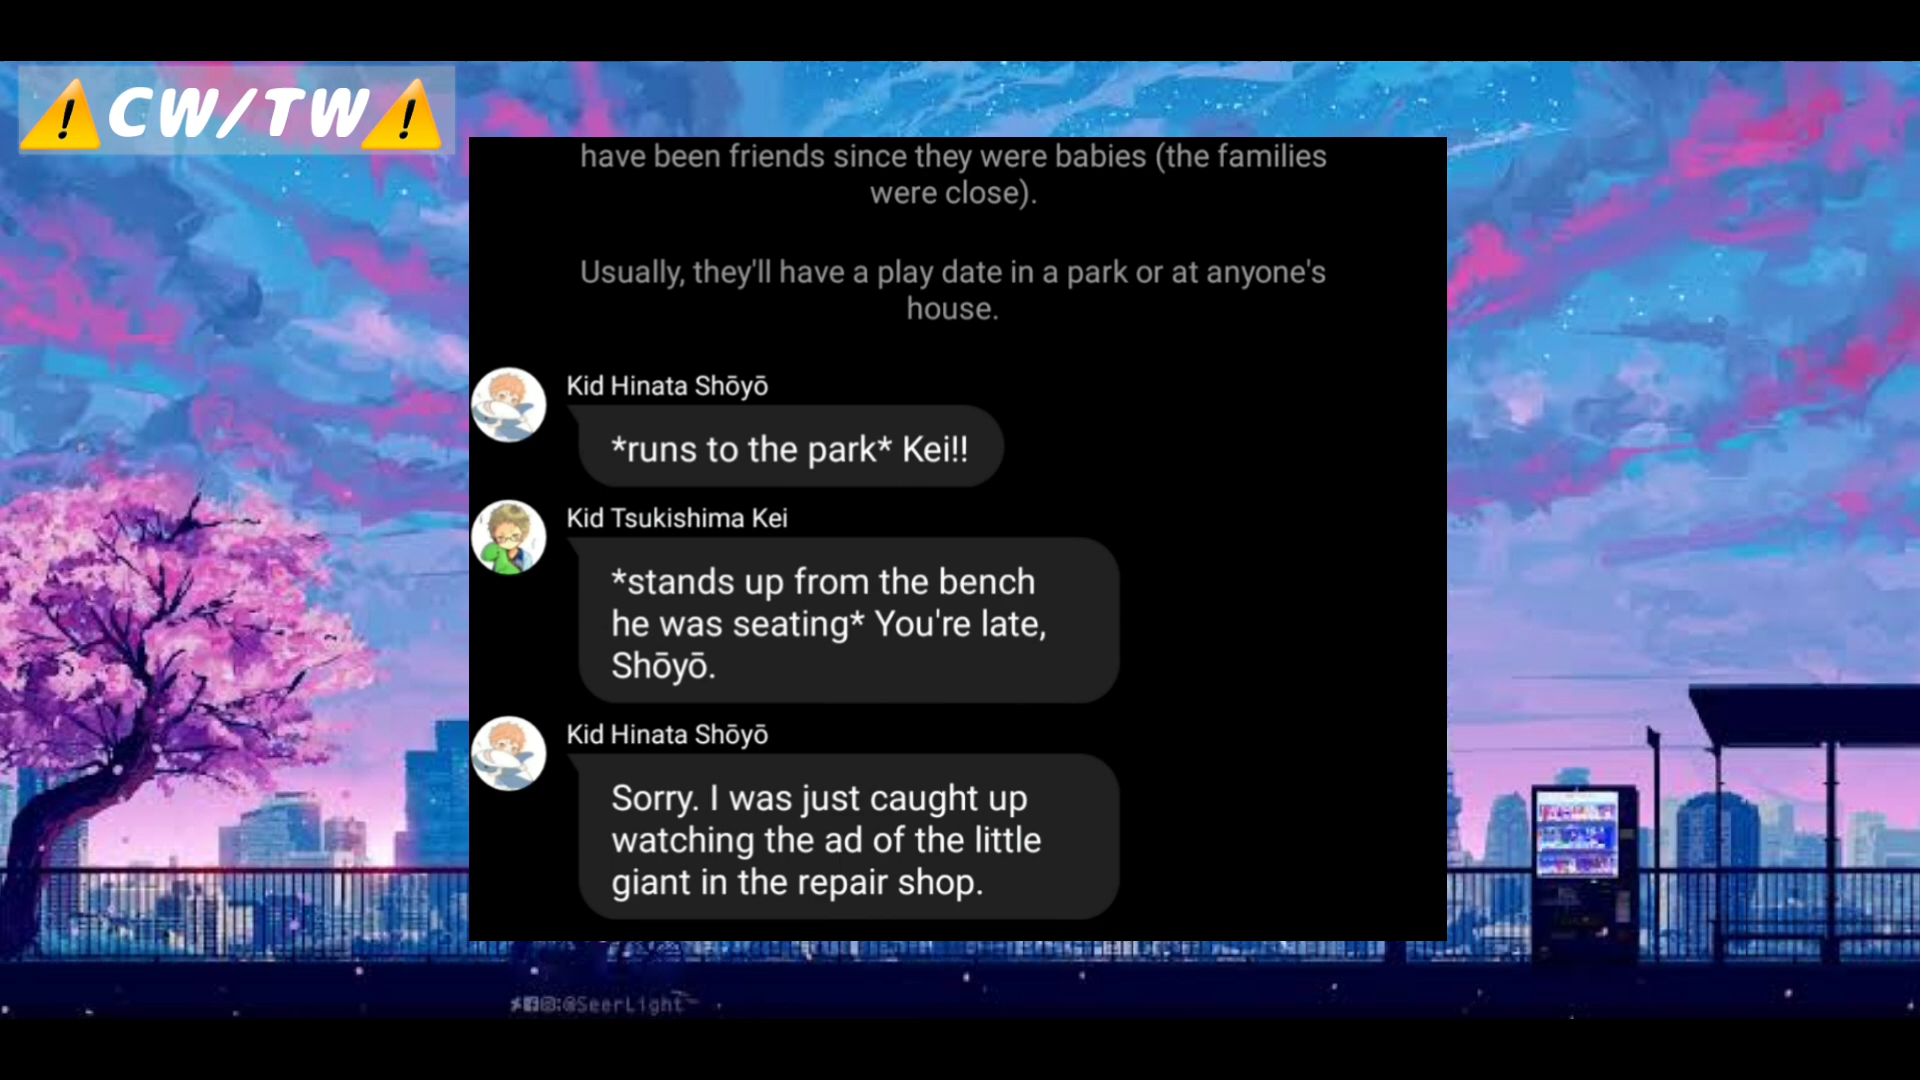 ⚠CW/TW⚠
have been friends since they were babies (the families
were close).
Usually, they'll have a play date in a park or at anyone's
house.
Kid Hinata Shōyō
*runs to the park* Kei!!
Kid Tsukishima Kei
*stands up from the bench
he was seating* You're late,
Shōyō.
Kid Hinata Shōyō
Sorry. I was just caught up
watching the ad of the little
giant in the repair shop.
@SeerLight